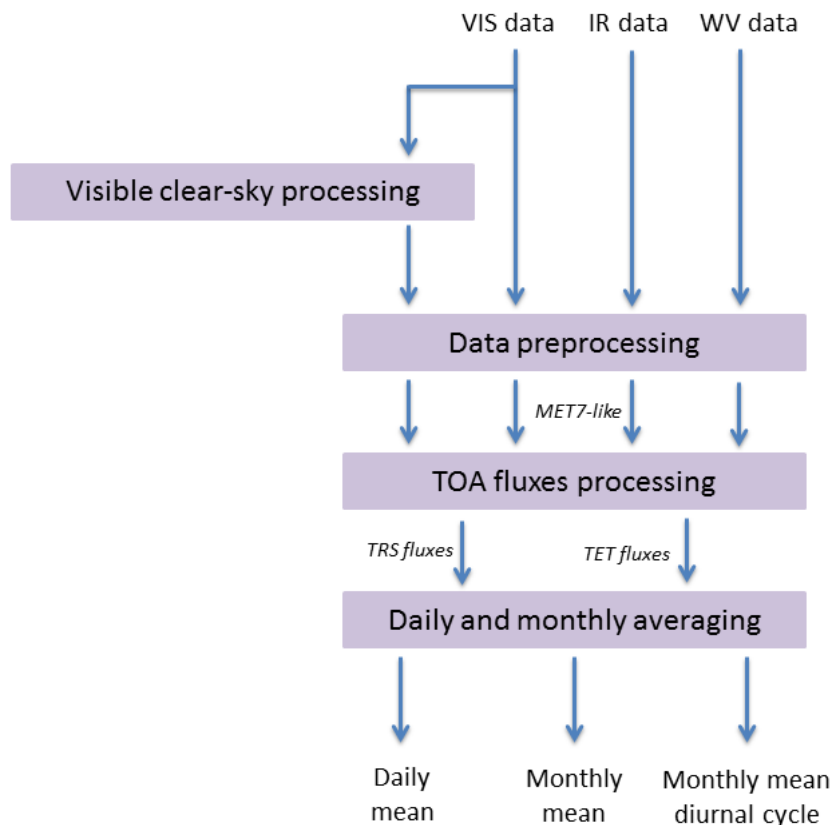 VIS data IR data WV data
Visible clear-sky processing
Data preprocessing
MET7-like
TOA fluxes processing
TRS fluxes TET fluxes
Daily and monthly averaging
Daily mean
Monthly mean
Monthly mean diurnal cycle